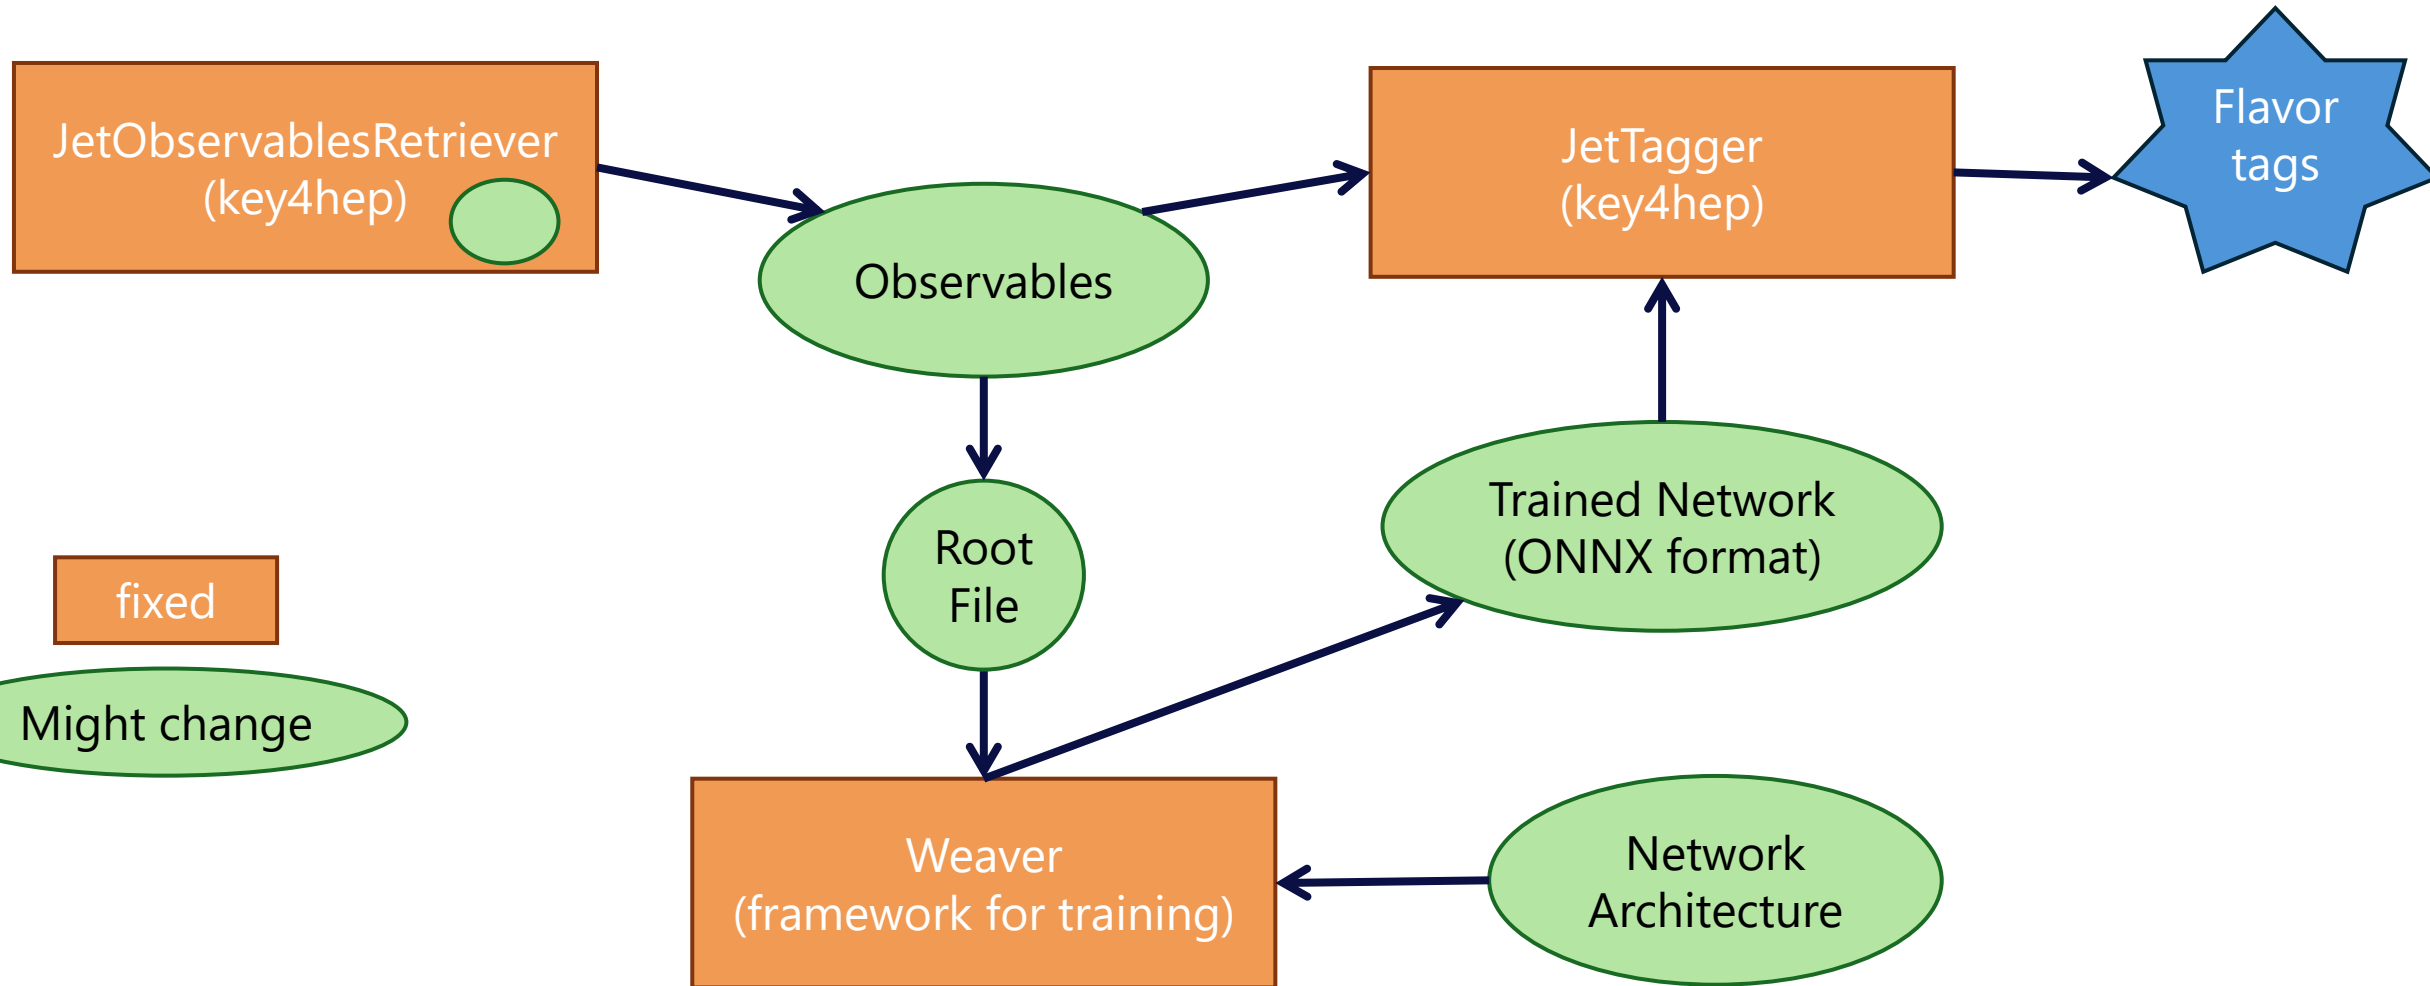 JetObservablesRetriever
(key4hep)
Observables
JetTagger
(key4hep)
Flavor
tags
Root
File
Trained Network
(ONNX format)
fixed
Might change
Weaver
(framework for training)
Network
Architecture